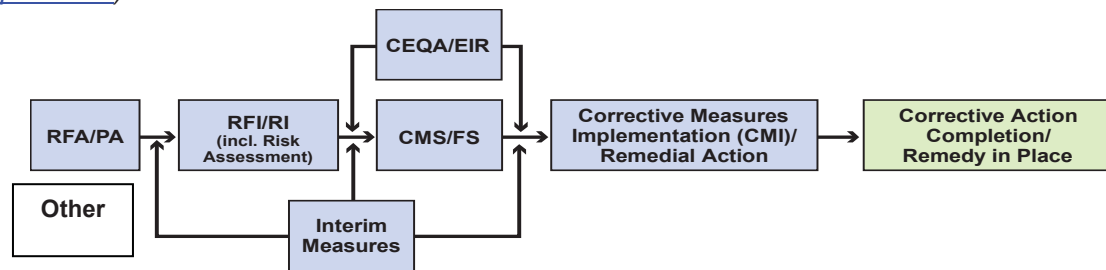 CEQA/EIR
RFA/PA
RFI/RI
(incl. Risk
Assessment)
CMS/FS
Corrective Measures
Implementation (CMI)/
Remedial Action
Corrective Action
Completion/
Remedy in Place
Other
Interim
Measures